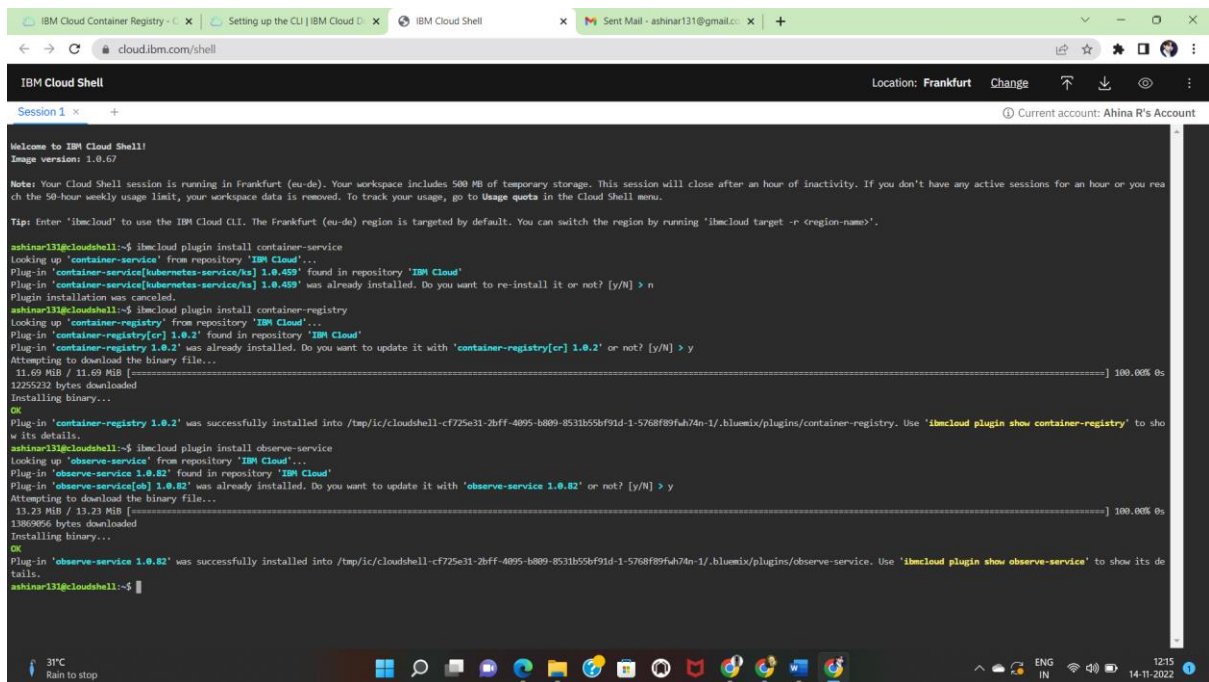 IBM Cloud Container Registry - C
Setting up the CLI | IBM Cloud D
IBM Cloud Shell
Sent Mail - ashinar131@gmail.co
cloud.ibm.com/shell
IBM Cloud Shell
Location: Frankfurt Change
Session 1 × +
Current account: Ahina R's Account
Welcome to IBM Cloud Shell!
Image version: 1.0.67
Note: Your Cloud Shell session is running in Frankfurt (eu-de). Your workspace includes 500 MB of temporary storage. This session will close after an hour of inactivity. If you don't have any active sessions for an hour or you rea
ch the 50-hour weekly usage limit, your workspace data is removed. To track your usage, go to Usage quota in the Cloud Shell menu.
Tip: Enter 'ibmcloud' to use the IBM Cloud CLI. The Frankfurt (eu-de) region is targeted by default. You can switch the region by running 'ibmcloud target -r <region-name>'.
ashinar131@cloudshell:~$ ibmcloud plugin install container-service
Looking up 'container-service' from repository 'IBM Cloud'...
Plug-in 'container-service[kubernetes-service/ks] 1.0.459' found in repository 'IBM Cloud'
Plug-in 'container-service[kubernetes-service/ks] 1.0.459' was already installed. Do you want to re-install it or not? [y/N] > n
Plugin installation was canceled.
ashinar131@cloudshell:~$ ibmcloud plugin install container-registry
Looking up 'container-registry' from repository 'IBM Cloud'...
Plug-in 'container-registry[cr] 1.0.2' found in repository 'IBM Cloud'
Plug-in 'container-registry 1.0.2' was already installed. Do you want to update it with 'container-registry[cr] 1.0.2' or not? [y/N] > y
Attempting to download the binary file...
11.69 MiB / 11.69 MiB [====================] 100.00% 0s
12255232 bytes downloaded
Installing binary...
OK
Plug-in 'container-registry 1.0.2' was successfully installed into /tmp/ic/cloudshell-cf725e31-2bff-4095-b809-8531b55bf91d-1-5768f89fwh74n-1/.bluemix/plugins/container-registry. Use 'ibmcloud plugin show container-registry' to sho
w its details.
ashinar131@cloudshell:~$ ibmcloud plugin install observe-service
Looking up 'observe-service' from repository 'IBM Cloud'...
Plug-in 'observe-service 1.0.82' found in repository 'IBM Cloud'
Plug-in 'observe-service[ob] 1.0.82' was already installed. Do you want to update it with 'observe-service 1.0.82' or not? [y/N] > y
Attempting to download the binary file...
13.23 MiB / 13.23 MiB [====================] 100.00% 0s
13869056 bytes downloaded
Installing binary...
OK
Plug-in 'observe-service 1.0.82' was successfully installed into /tmp/ic/cloudshell-cf725e31-2bff-4095-b809-8531b55bf91d-1-5768f89fwh74n-1/.bluemix/plugins/observe-service. Use 'ibmcloud plugin show observe-service' to show its de
tails.
ashinar131@cloudshell:~$
31°C
Rain to stop
ENG
IN
12:15
14-11-2022
1